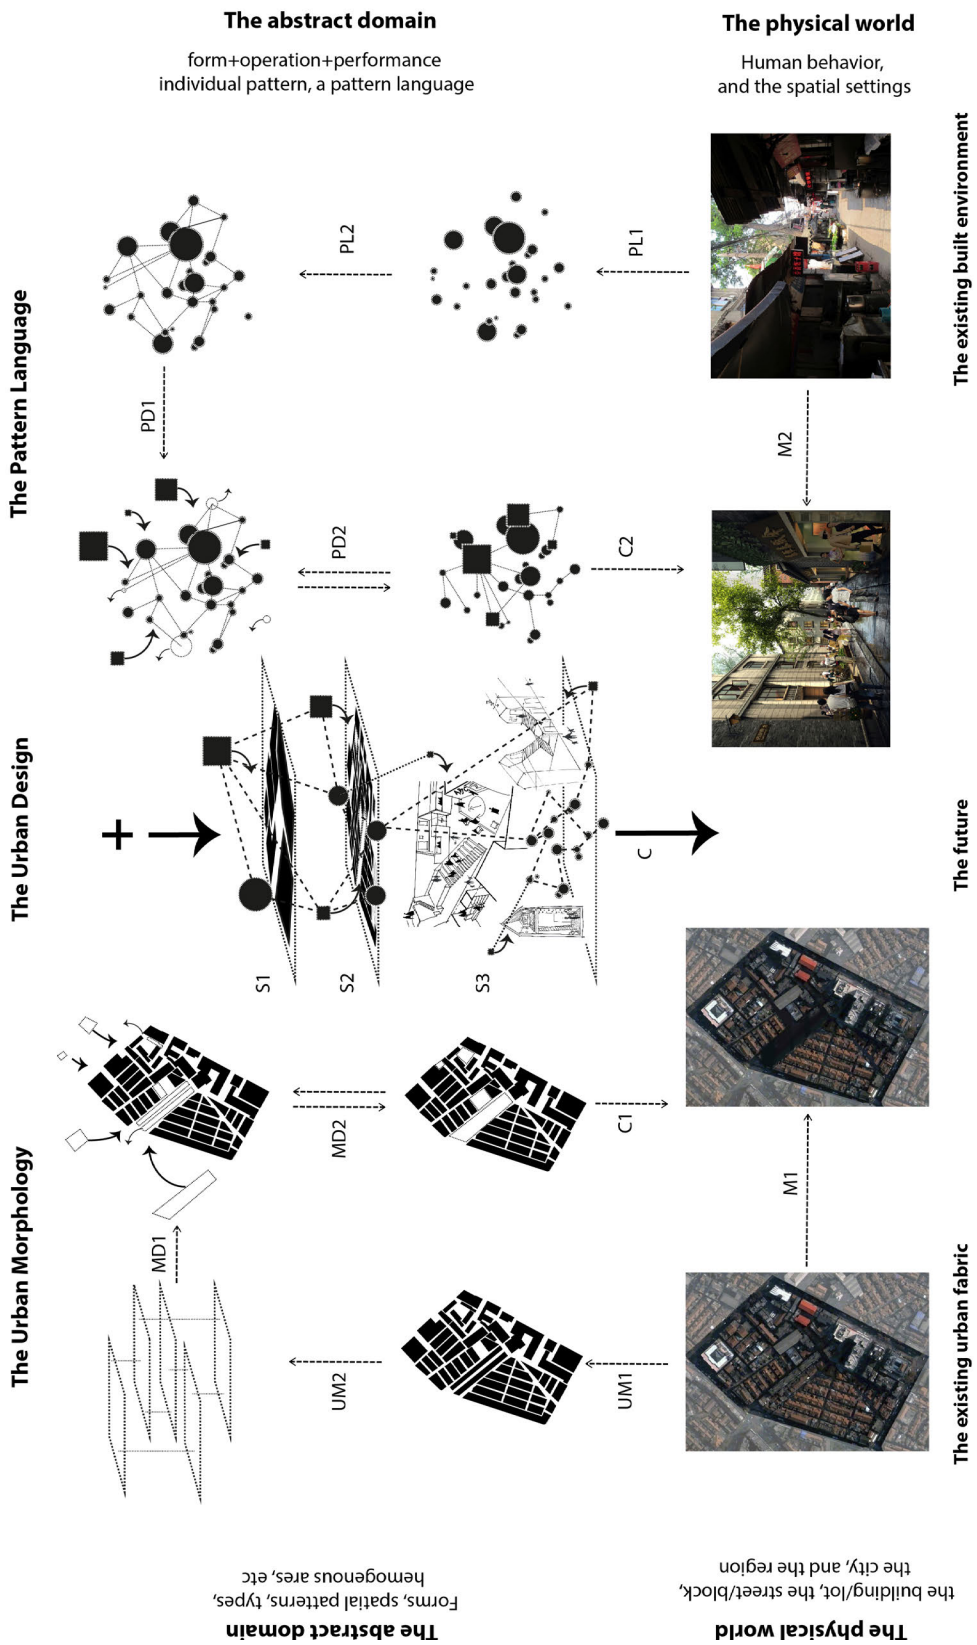 The abstract domain
form+operation+performance
individual pattern, a pattern language
The physical world
Human behavior,
and the spatial settings
The Pattern Language
The Urban Design
The Urban Morphology
PL2
PL1
PD1
PD2
C2
M2
S1
S2
S3
C
MD1
MD2
C1
M1
UM2
UM1
The existing built environment
The future
The existing urban fabric
The abstract domain
Forms, spatial patterns, types,
hemogenous ares, etc
The physical world
the building/lot, the street/block,
the city, and the region